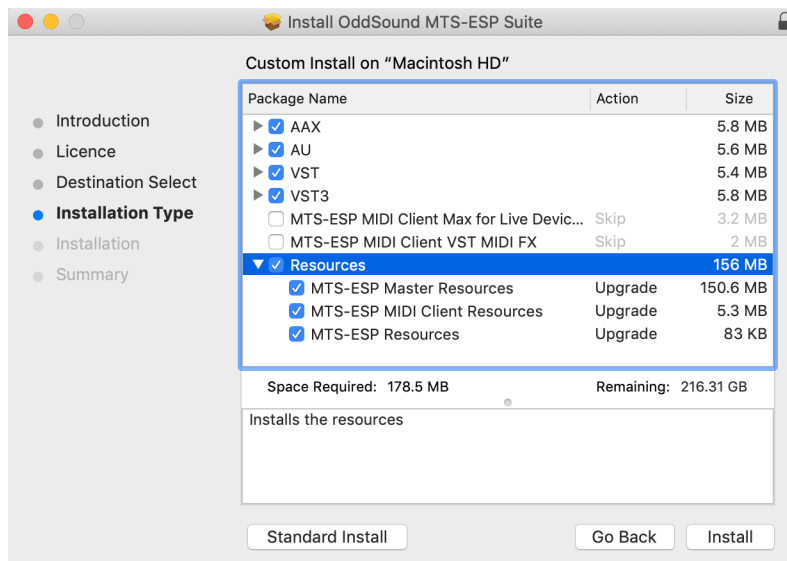 Install OddSound MTS-ESP Suite
Custom Install on “Macintosh HD”
Introduction
Licence
Destination Select
Installation Type
Installation
Summary
Package Name Action Size
AAX 5.8 MB
AU 5.6 MB
VST 5.4 MB
VST3 5.8 MB
MTS-ESP MIDI Client Max for Live Devic... Skip 3.2 MB
MTS-ESP MIDI Client VST MIDI FX Skip 2 MB
Resources 156 MB
MTS-ESP Master Resources Upgrade 150.6 MB
MTS-ESP MIDI Client Resources Upgrade 5.3 MB
MTS-ESP Resources Upgrade 83 KB
Space Required: 178.5 MB Remaining: 216.31 GB
Installs the resources
Standard Install Go Back Install